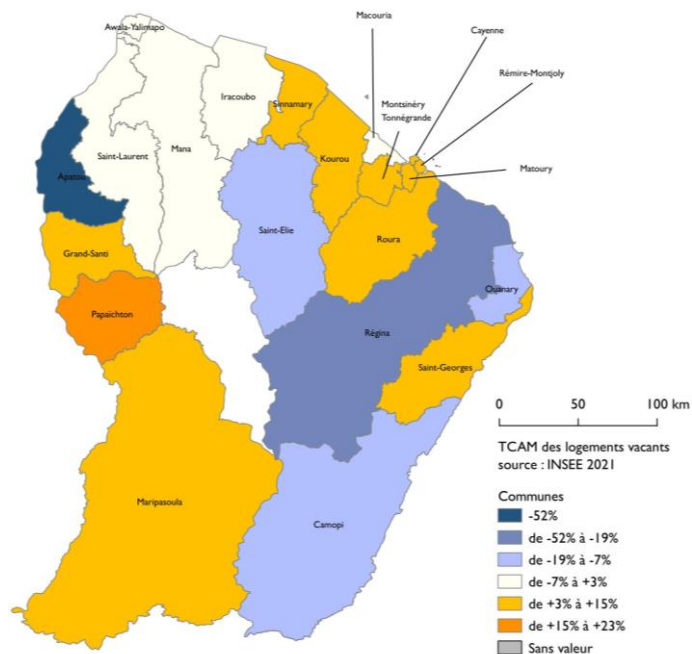 Macouria
Cayenne
Awala-Yalimapo
Rémire-Montjoly
Iracoubo
Sinnamary
Montsinéry
Tonnégrande
Kourou
Mana
Saint-Laurent
Matoury
Apatou
Saint-Elie
Roura
Grand-Santi
Ouanary
Papaïchton
Régina
Saint-Georges
0 50 100 km
TCAM des logements vacants
source : INSEE 2021
Maripasoula
Camopi
Communes
-52%
de -52% à -19%
de -19% à -7%
de -7% à +3%
de +3% à +15%
de +15% à +23%
Sans valeur